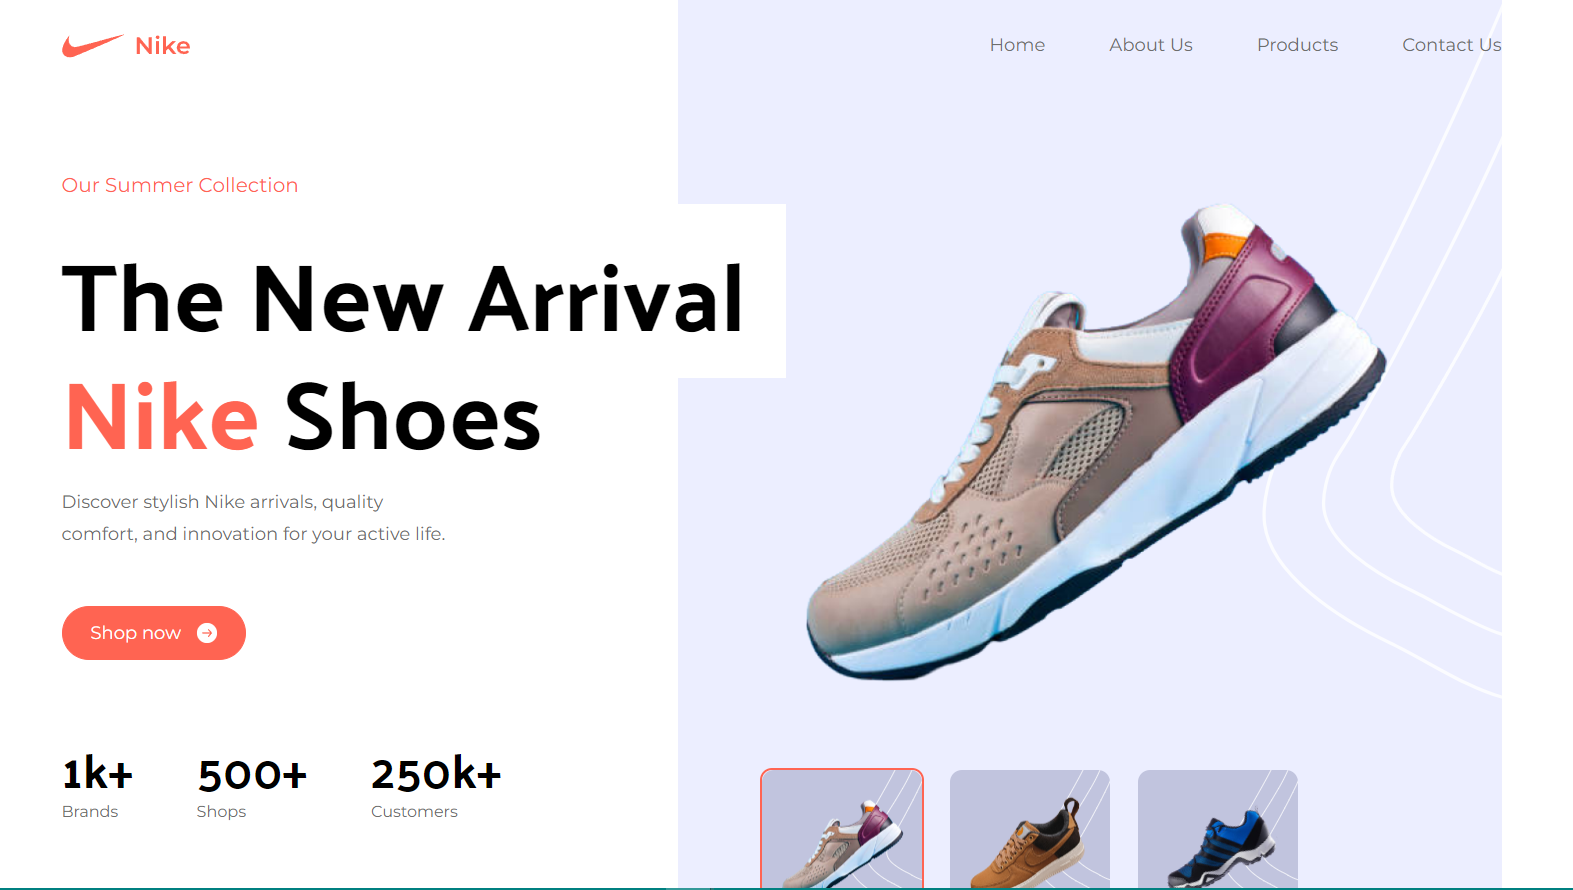 Nike
Home
About Us
Products
Contact Us
Our Summer Collection
The New Arrival
Nike Shoes
Discover stylish Nike arrivals, quality
comfort, and innovation for your active life.
Shop now
1k+
Brands
500+
Shops
250k+
Customers